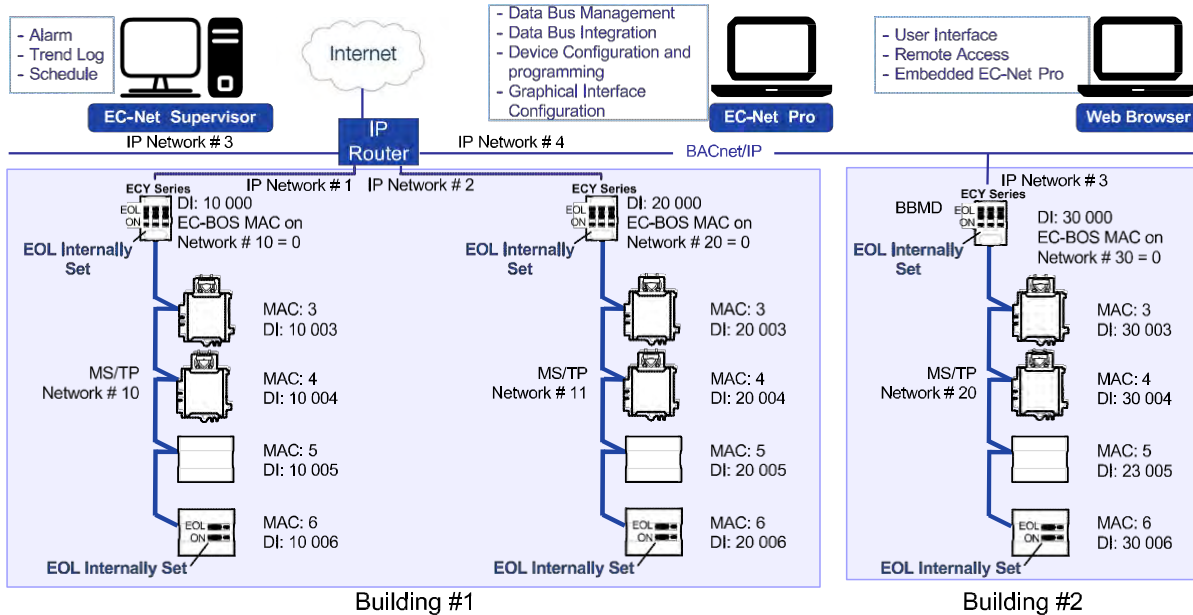 - Alarm
- Trend Log
- Schedule
EC-Net Supervisor
Internet
- Data Bus Management
- Data Bus Integration
- Device Configuration and
programming
- Graphical Interface
Configuration
EC-Net Pro
- User Interface
- Remote Access
- Embedded EC-Net Pro
Web Browser
IP
Router
IP Network # 3
IP Network #4
BACnet/IP
IP Network # 1
IP Network # 2
IP Network #3
ECY Series
EOL
ON
DI: 10 000
EC-BOS MAC on
Network # 10 = 0
EOL Internally
Set
MAC: 3
DI: 10 003
MS/TP
Network # 10
MAC: 4
DI: 10 004
MAC: 5
DI: 10 005
EOL
ON
MAC: 6
DI: 10 006
EOL Internally Set
ECY Series
EOL
ON
DI: 20 000
EC-BOS MAC on
Network # 20 = 0
EOL Internally
Set
MAC: 3
DI: 20 003
MS/TP
Network # 11
MAC: 4
DI: 20 004
MAC: 5
DI: 20 005
EOL
ON
MAC: 6
DI: 20 006
EOL Internally Set
Building #1
ECY Series
BBMD
EOL
ON
DI: 30 000
EC-BOS MAC on
Network # 30 = 0
EOL Internally
Set
MAC: 3
DI: 30 003
MS/TP
Network # 20
MAC: 4
DI: 30 004
MAC: 5
DI: 23 005
EOL
ON
MAC: 6
DI: 30 006
EOL Internally Set
Building #2